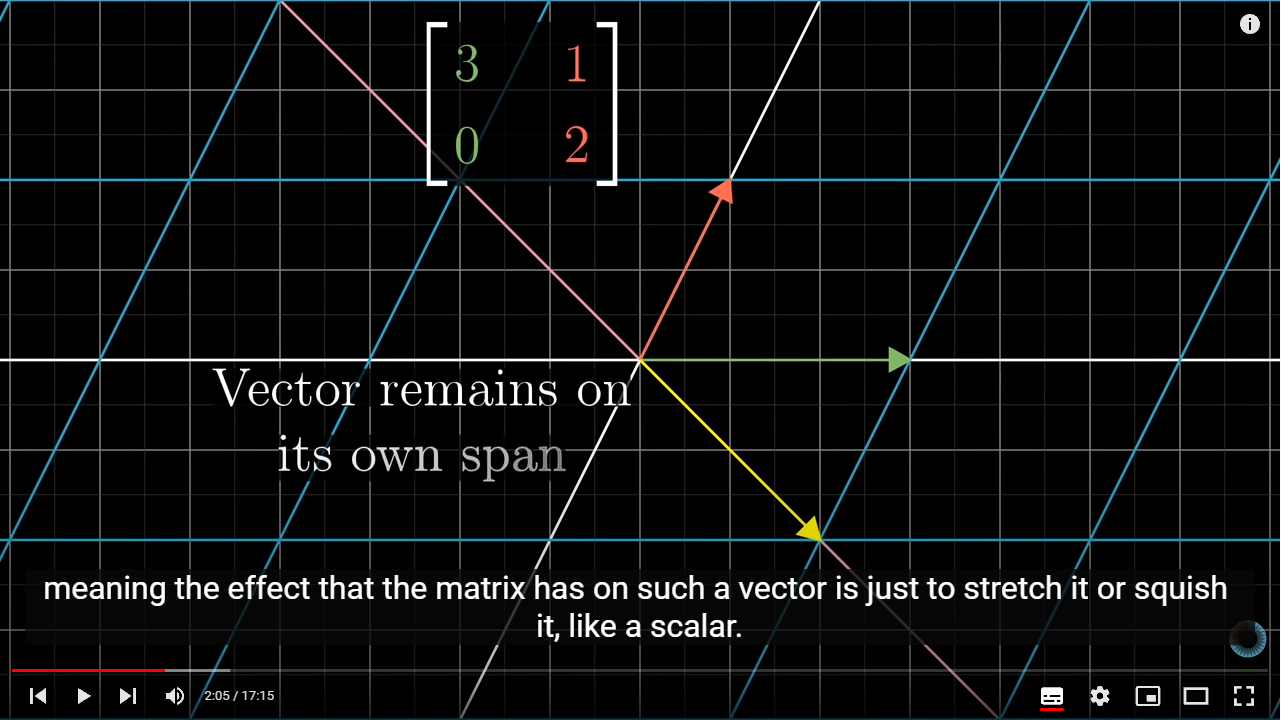 3 1
0 2
Vector remains on
its own span
meaning the effect that the matrix has on such a vector is just to stretch it or squish
it, like a scalar.
2:05 / 17:15